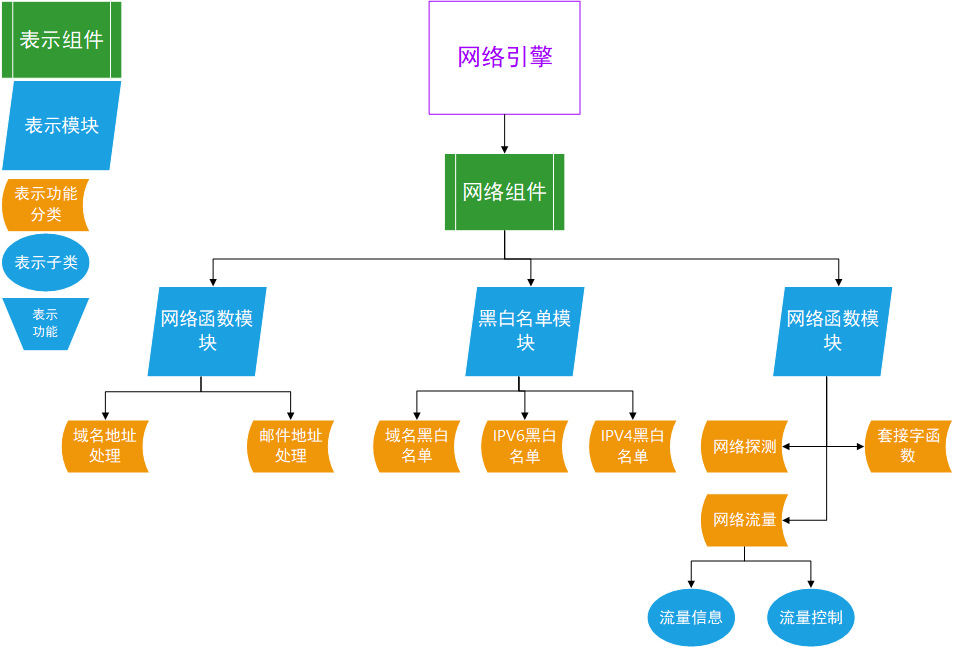 表示组件
表示模块
表示功能
分类
表示子类
表示
功能
网络引擎
网络组件
网络函数模
块
黑白名单模
块
网络函数模
块
域名地址
处理
邮件地址
处理
域名黑白
名单
IPV6黑白
名单
IPV4黑白
名单
网络探测
套接字函
数
网络流量
流量信息
流量控制